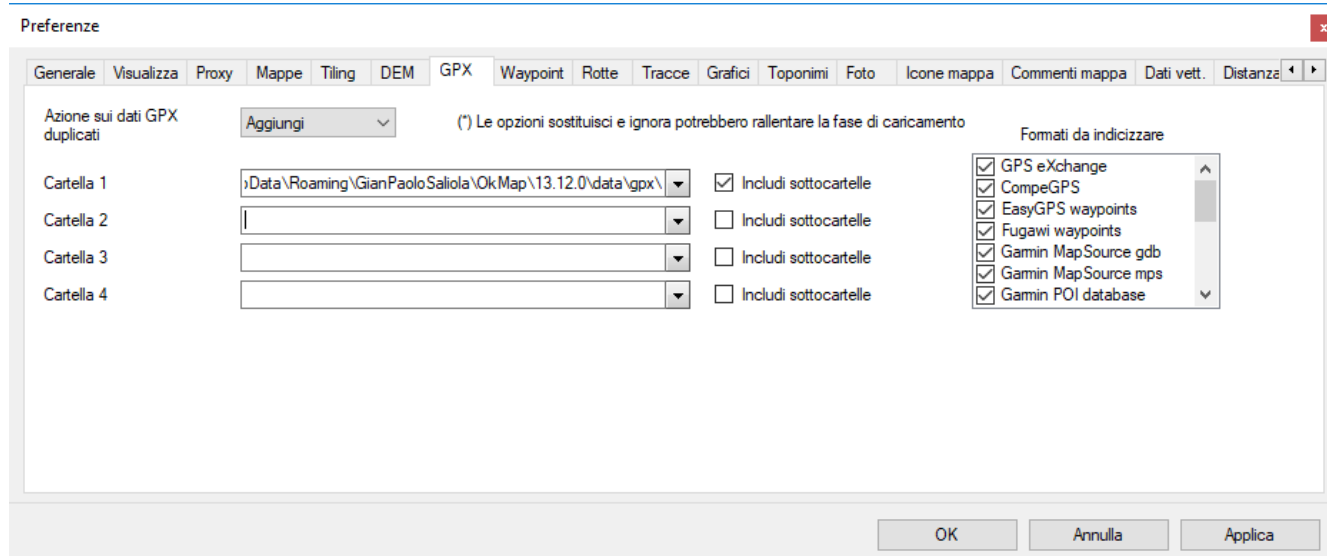 Preferenze
x
Generale Visualizza Proxy Mappe Tiling DEM GPX Waypoint Rotte Tracce Grafici Toponimi Foto Icone mappa Commenti mappa Dati vett. Distanza
Azione sui dati GPX
duplicati
Aggiungi
(*) Le opzioni sostituisci e ignora potrebbero rallentare la fase di caricamento
Formati da indicizzare
Cartella 1
Data\Roaming\GianPaoloSaliola\OkMap\13.12.0\data\gpx\
Includi sottocartelle
Cartella 2
Includi sottocartelle
Cartella 3
Includi sottocartelle
Cartella 4
Includi sottocartelle
GPS eXchange
CompeGPS
EasyGPS waypoints
Fugawi waypoints
Garmin MapSource gdb
Garmin MapSource mps
Garmin POI database
OK Annulla Applica